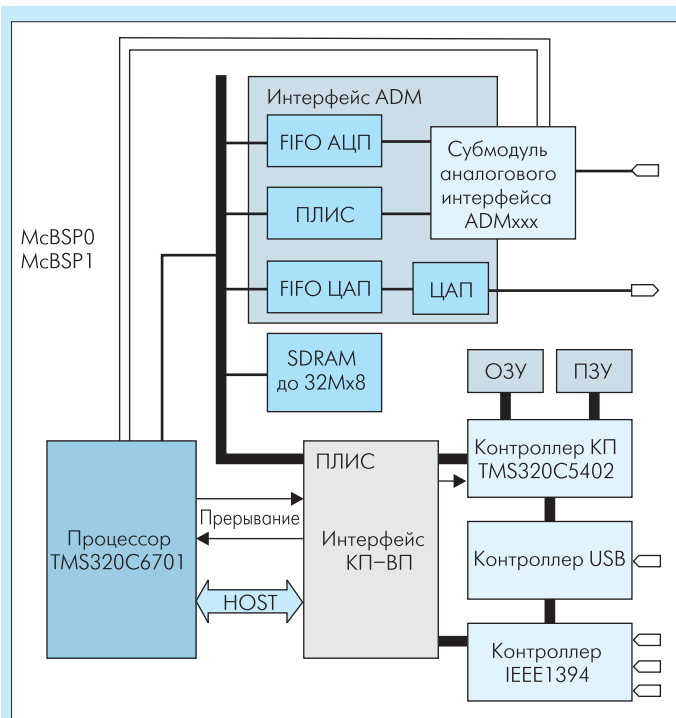 Интерфейс ADM
FIFO АЦП
Субмодуль
аналогового
интерфейса
ADMxxx
ПЛИС
McBSP0
McBSP1
FIFO ЦАП
ЦАП
SDRAM
до 32Mx8
ОЗУ
ПЗУ
Контроллер КП
TMS320C5402
ПЛИС
Прерывание
Процессор
TMS320C6701
Интерфейс
КП–ВП
Контроллер USB
HOST
Контроллер
IEEE1394